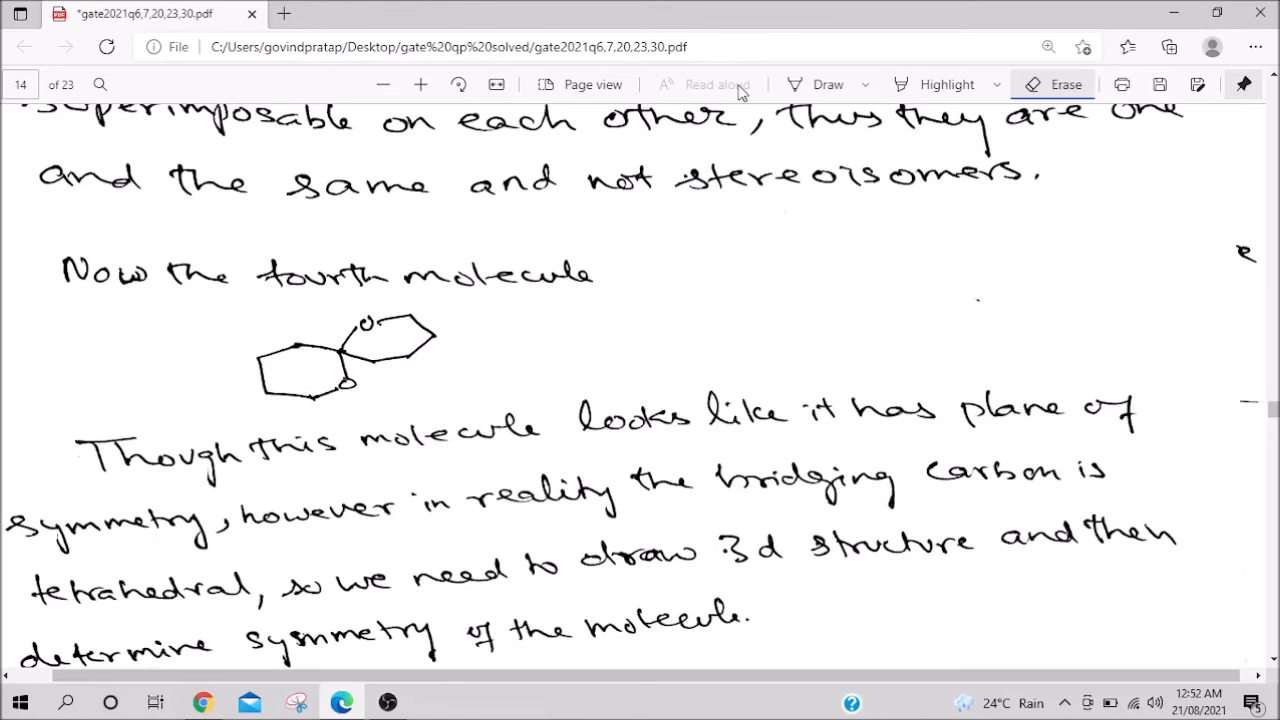 *gate2021q6,7,20,23,30.pdf
File C:/Users/govindpratap/Desktop/gate%20qp%20solved/gate2021q6,7,20,23,30.pdf
14 of 23 Page view Read aloud Draw Highlight Erase
superimposable on each other, thus they are one
and the same and not stereoisomers.
e
Now the fourth molecule
O
O
Though this molecule looks like it has plane of
symmetry, however in reality the bridging carbon is
tetrahedral, so we need to draw 3d structure and then
determine sysmmetry of the molecule.
24°C Rain 12:52 AM
21/08/2021 5